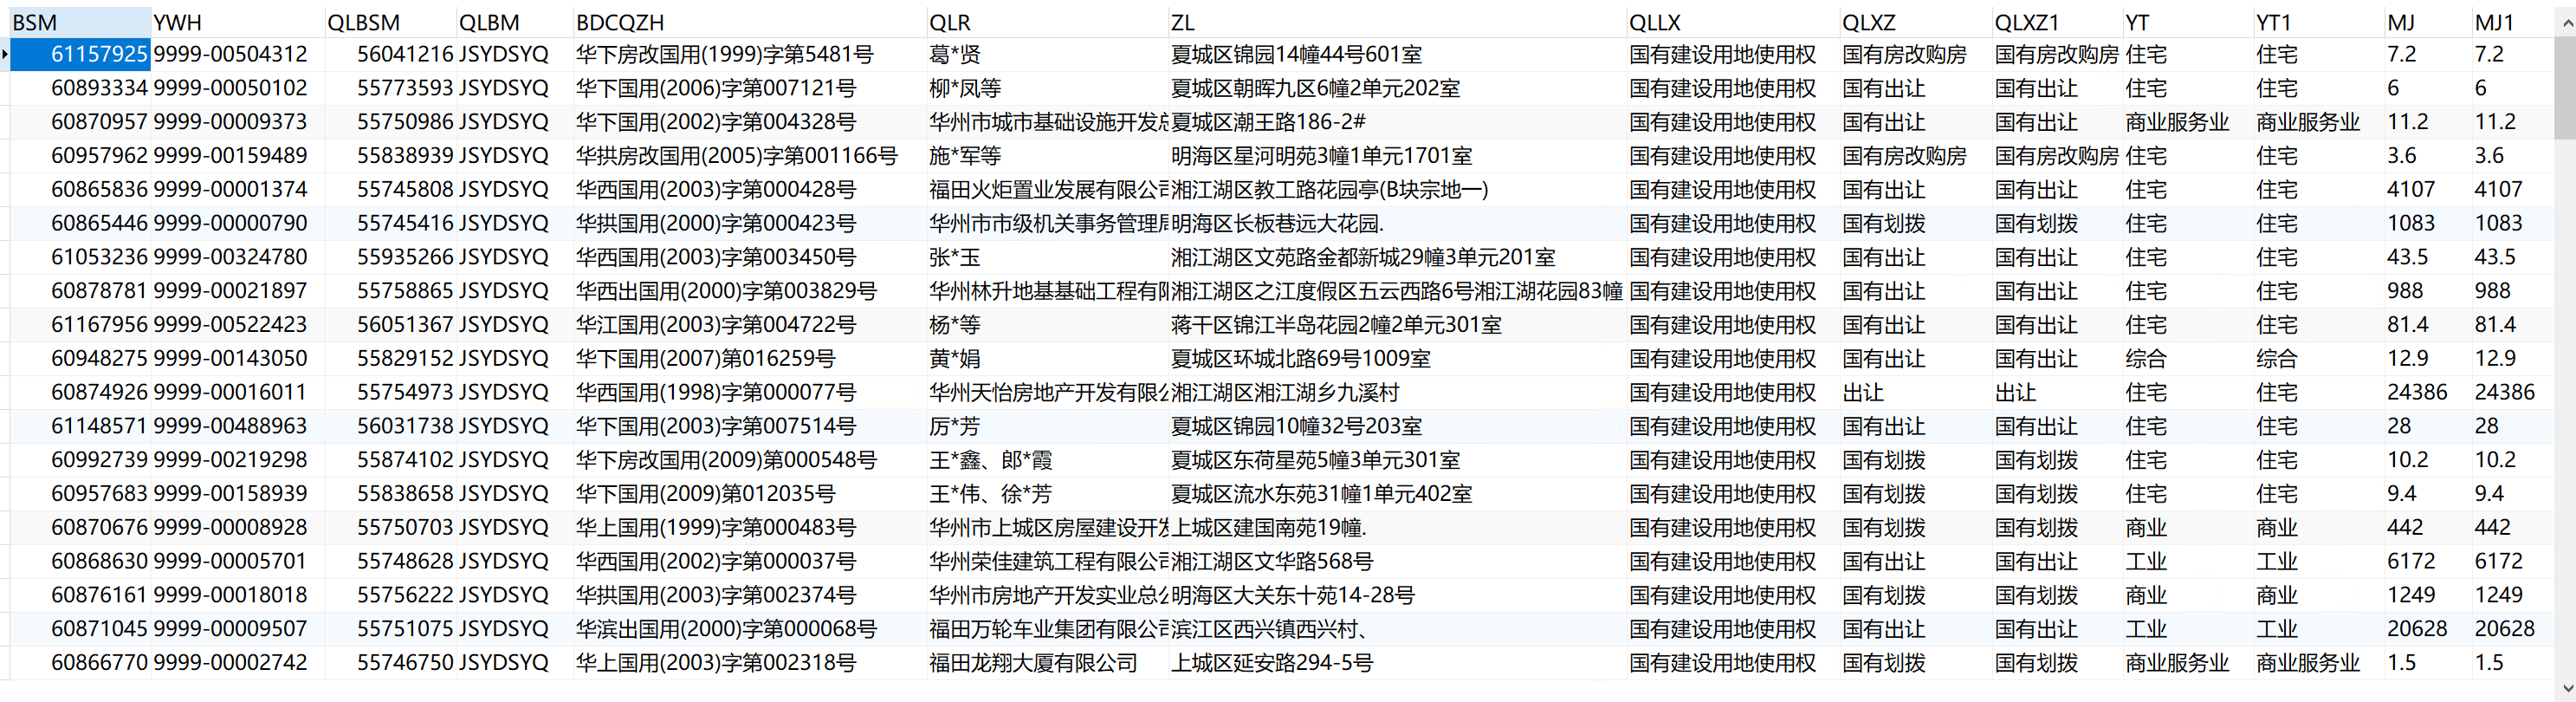 BSM YWH QLBSM QLBM BDCQZH QLR ZL QLLX QLXZ QLXZ1 YT YT1 MJ MJ1
61157925 9999-00504312 56041216 JSYDSYQ 华下房改国用(1999)字第5481号 葛*贤 夏城区锦园14幢44号601室 国有建设用地使用权 国有房改购房 国有房改购房 住宅 住宅 7.2 7.2
60893334 9999-00050102 55773593 JSYDSYQ 华下国用(2006)字第007121号 柳*凤等 夏城区朝晖九区6幢2单元202室 国有建设用地使用权 国有出让 国有出让 住宅 住宅 6 6
60870957 9999-00009373 55750986 JSYDSYQ 华下国用(2002)字第004328号 华州市城市基础设施开发总 夏城区潮王路186-2# 国有建设用地使用权 国有出让 国有出让 商业服务业 商业服务业 11.2 11.2
60957962 9999-00159489 55838939 JSYDSYQ 华拱房改国用(2005)字第001166号 施*军等 明海区星河明苑3幢1单元1701室 国有建设用地使用权 国有房改购房 国有房改购房 住宅 住宅 3.6 3.6
60865836 9999-00001374 55745808 JSYDSYQ 华西国用(2003)字第000428号 福田火炬置业发展有限公司 湘江湖区教工路花园亭(B块宗地一) 国有建设用地使用权 国有出让 国有出让 住宅 住宅 4107 4107
60865446 9999-00000790 55745416 JSYDSYQ 华拱国用(2000)字第000423号 华州市市级机关事务管理局 明海区长板巷远大花园. 国有建设用地使用权 国有划拨 国有划拨 住宅 住宅 1083 1083
61053236 9999-00324780 55935266 JSYDSYQ 华西国用(2003)字第003450号 张*玉 湘江湖区文苑路金都新城29幢3单元201室 国有建设用地使用权 国有出让 国有出让 住宅 住宅 43.5 43.5
60878781 9999-00021897 55758865 JSYDSYQ 华西出国用(2000)字第003829号 华州林升地基基础工程有限 湘江湖区之江度假区五云西路6号湘江湖花园83幢 国有建设用地使用权 国有出让 国有出让 住宅 住宅 988 988
61167956 9999-00522423 56051367 JSYDSYQ 华江国用(2003)字第004722号 杨*等 蒋干区锦江半岛花园2幢2单元301室 国有建设用地使用权 国有出让 国有出让 住宅 住宅 81.4 81.4
60948275 9999-00143050 55829152 JSYDSYQ 华下国用(2007)第016259号 黄*娟 夏城区环城北路69号1009室 国有建设用地使用权 国有出让 国有出让 综合 综合 12.9 12.9
60874926 9999-00016011 55754973 JSYDSYQ 华西国用(1998)字第000077号 华州天怡房地产开发有限公 湘江湖区湘江湖乡九溪村 国有建设用地使用权 出让 出让 住宅 住宅 24386 24386
61148571 9999-00488963 56031738 JSYDSYQ 华下国用(2003)字第007514号 厉*芳 夏城区锦园10幢32号203室 国有建设用地使用权 国有出让 国有出让 住宅 住宅 28 28
60992739 9999-00219298 55874102 JSYDSYQ 华下房改国用(2009)第000548号 王*鑫、郎*霞 夏城区东荷星苑5幢3单元301室 国有建设用地使用权 国有划拨 国有划拨 住宅 住宅 10.2 10.2
60957683 9999-00158939 55838658 JSYDSYQ 华下国用(2009)第012035号 王*伟、徐*芳 夏城区流水东苑31幢1单元402室 国有建设用地使用权 国有划拨 国有划拨 住宅 住宅 9.4 9.4
60870676 9999-00008928 55750703 JSYDSYQ 华上国用(1999)字第000483号 华州市上城区房屋建设开发 上城区建国南苑19幢. 国有建设用地使用权 国有划拨 国有划拨 商业 商业 442 442
60868630 9999-00005701 55748628 JSYDSYQ 华西国用(2002)字第000037号 华州荣佳建筑工程有限公司 湘江湖区文华路568号 国有建设用地使用权 国有出让 国有出让 工业 工业 6172 6172
60876161 9999-00018018 55756222 JSYDSYQ 华拱国用(2003)字第002374号 华州市房地产开发实业总公 明海区大关东十苑14-28号 国有建设用地使用权 国有划拨 国有划拨 商业 商业 1249 1249
60871045 9999-00009507 55751075 JSYDSYQ 华滨出国用(2000)字第000068号 福田万轮车业集团有限公司 滨江区西兴镇西兴村、 国有建设用地使用权 国有出让 国有出让 工业 工业 20628 20628
60866770 9999-00002742 55746750 JSYDSYQ 华上国用(2003)字第002318号 福田龙翔大厦有限公司 上城区延安路294-5号 国有建设用地使用权 国有划拨 国有划拨 商业服务业 商业服务业 1.5 1.5